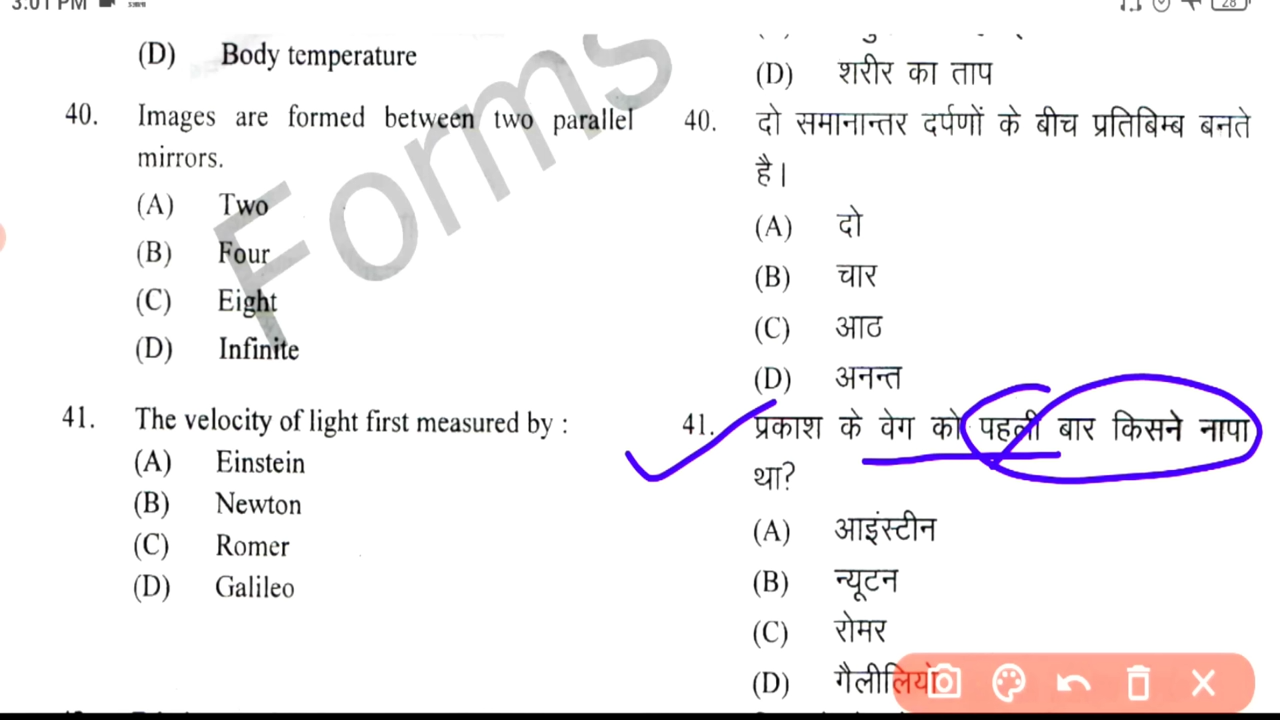 3:01 PM
28
(D) Body temperature
40. Images are formed between two parallel
mirrors.
(A) Two
(B) Four
(C) Eight
(D) Infinite
41. The velocity of light first measured by :
(A) Einstein
(B) Newton
(C) Romer
(D) Galileo
(D) शरीर का ताप
40. दो समानान्तर दर्पणों के बीच प्रतिबिम्ब बनते
है।
(A) दो
(B) चार
(C) आठ
(D) अनन्त
41. प्रकाश के वेग को पहली बार किसने नापा
था?
(A) आइंस्टीन
(B) न्यूटन
(C) रोमर
(D) गैलीलियो
Forms